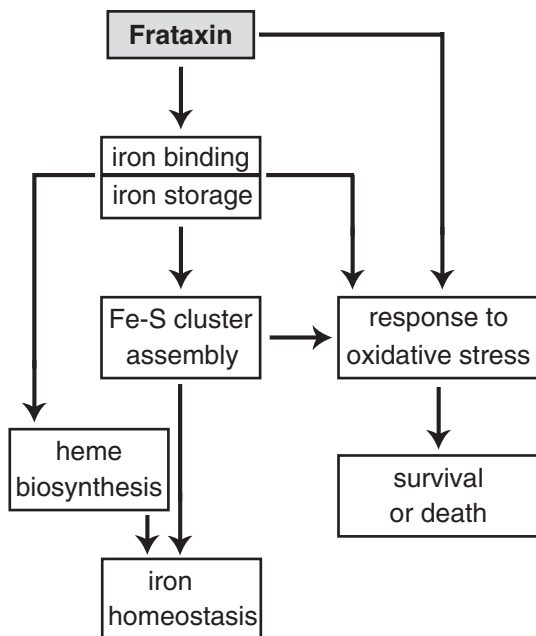 Frataxin
iron binding
iron storage
Fe-S cluster
assembly
response to
oxidative stress
heme
biosynthesis
survival
or death
iron
homeostasis